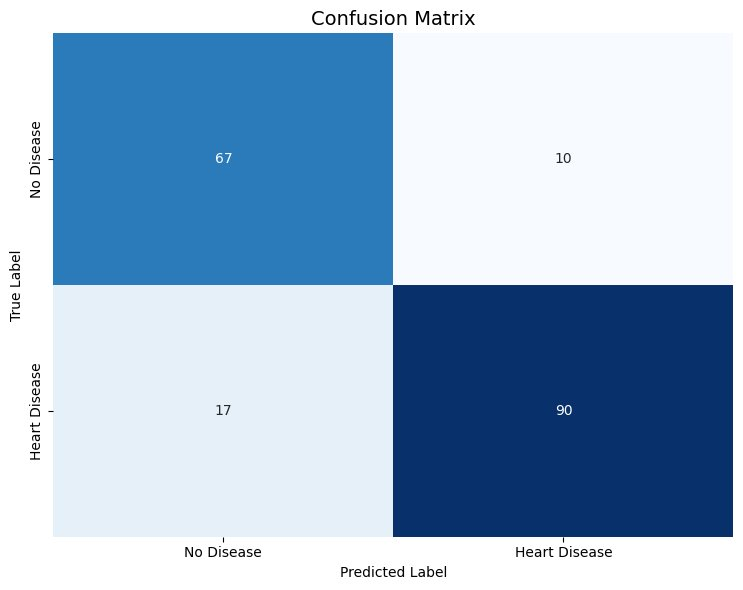 Confusion Matrix
True Label
No Disease
67
10
Heart Disease
17
90
No Disease
Heart Disease
Predicted Label